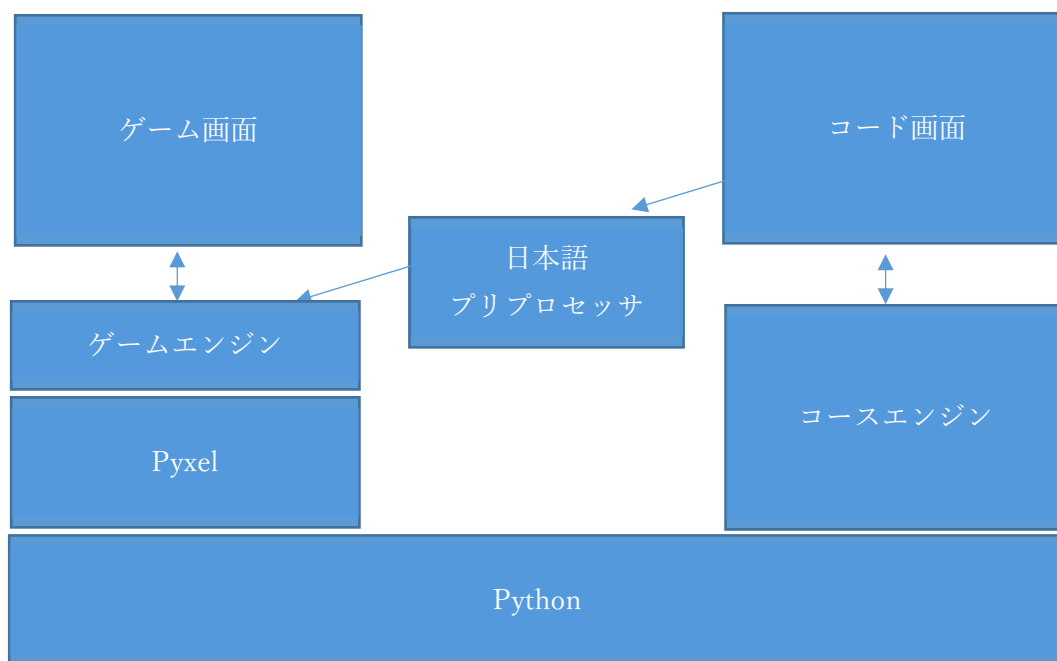 ゲーム画面
コード画面
日本語
プリプロセッサ
ゲームエンジン
コースエンジン
Pyxel
Python